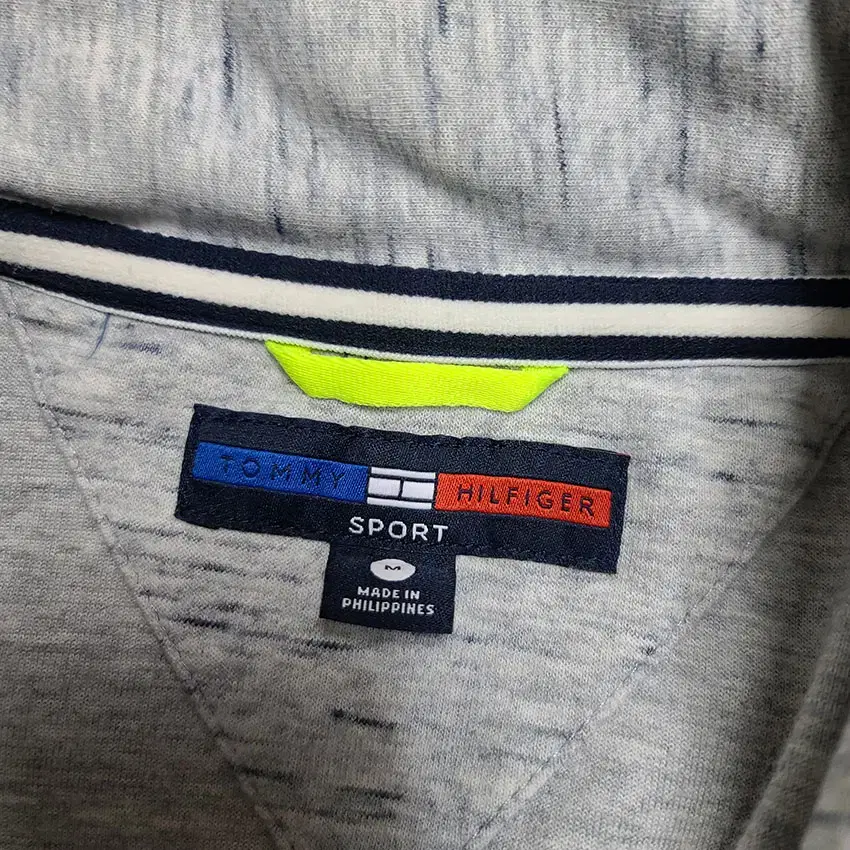 TOMMY HILFIGER
SPORT
M
MADE IN
PHILIPPINES